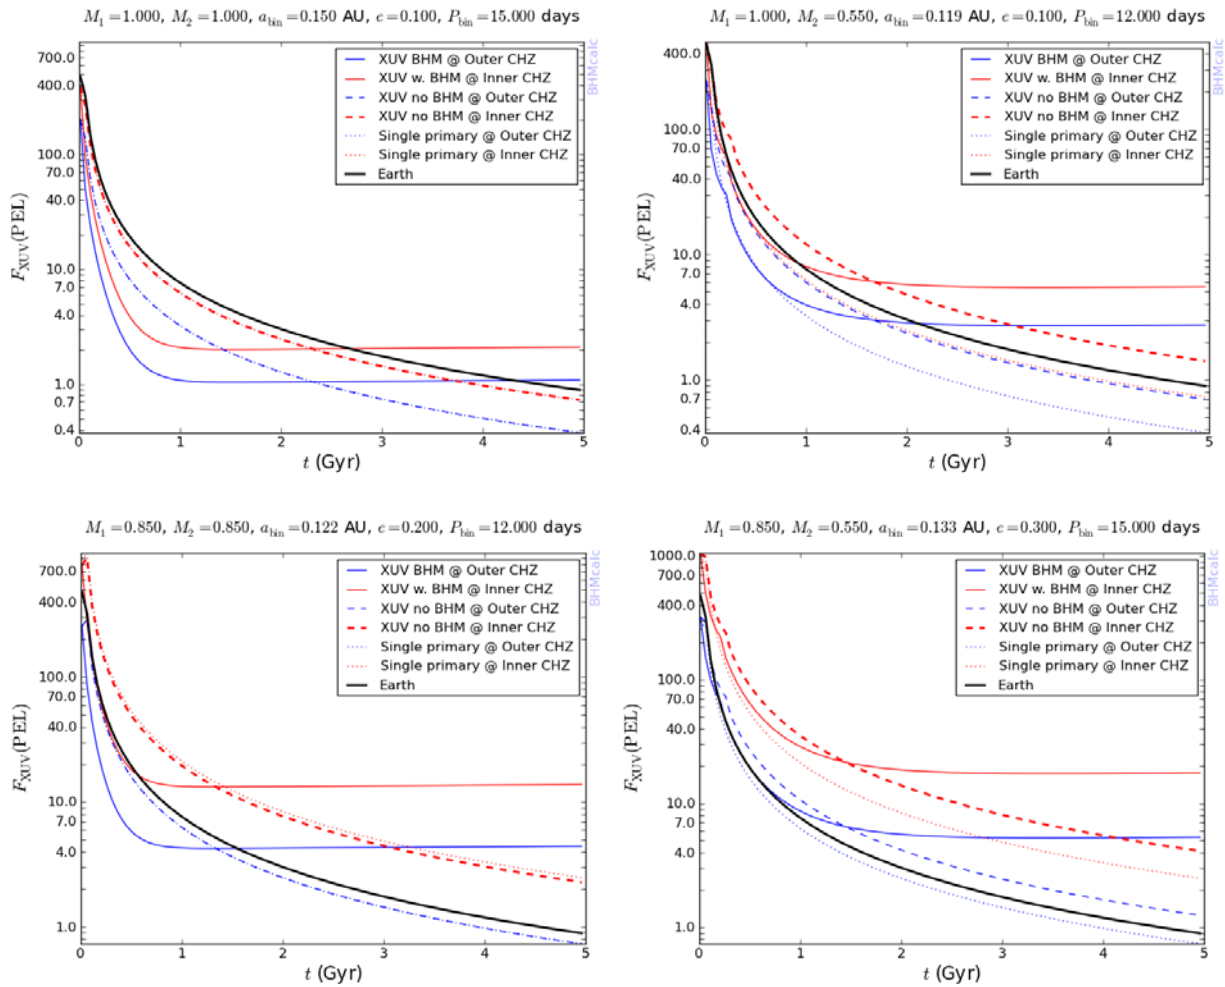 M1 = 1.000, M2 = 1.000, abin = 0.150 AU, e = 0.100, Pbin = 15.000 days
700.0
400.0
100.0
70.0
40.0
10.0
7.0
4.0
1.0
0.7
0.4
FXUV(PEL)
XUV BHM @ Outer CHZ
XUV w. BHM @ Inner CHZ
XUV no BHM @ Outer CHZ
XUV no BHM @ Inner CHZ
Single primary @ Outer CHZ
Single primary @ Inner CHZ
Earth
BHMcalc
0 1 2 3 4 5
t (Gyr)
M1 = 1.000, M2 = 0.550, abin = 0.119 AU, e = 0.100, Pbin = 12.000 days
400.0
100.0
70.0
40.0
10.0
7.0
4.0
1.0
0.7
0.4
FXUV(PEL)
XUV BHM @ Outer CHZ
XUV w. BHM @ Inner CHZ
XUV no BHM @ Outer CHZ
XUV no BHM @ Inner CHZ
Single primary @ Outer CHZ
Single primary @ Inner CHZ
Earth
BHMcalc
0 1 2 3 4 5
t (Gyr)
M1 = 0.850, M2 = 0.850, abin = 0.122 AU, e = 0.200, Pbin = 12.000 days
700.0
400.0
100.0
70.0
40.0
10.0
7.0
4.0
1.0
FXUV(PEL)
XUV BHM @ Outer CHZ
XUV w. BHM @ Inner CHZ
XUV no BHM @ Outer CHZ
XUV no BHM @ Inner CHZ
Single primary @ Outer CHZ
Single primary @ Inner CHZ
Earth
BHMcalc
0 1 2 3 4 5
t (Gyr)
M1 = 0.850, M2 = 0.550, abin = 0.133 AU, e = 0.300, Pbin = 15.000 days
1000.0
700.0
400.0
100.0
70.0
40.0
10.0
7.0
4.0
1.0
FXUV(PEL)
XUV BHM @ Outer CHZ
XUV w. BHM @ Inner CHZ
XUV no BHM @ Outer CHZ
XUV no BHM @ Inner CHZ
Single primary @ Outer CHZ
Single primary @ Inner CHZ
Earth
BHMcalc
0 1 2 3 4 5
t (Gyr)